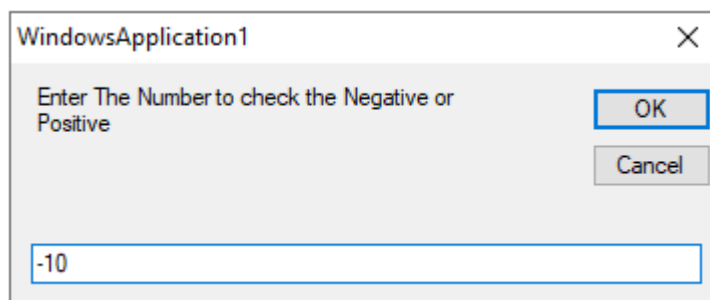 WindowsApplication1
Enter The Number to check the Negative or
Positive
OK
Cancel
-10